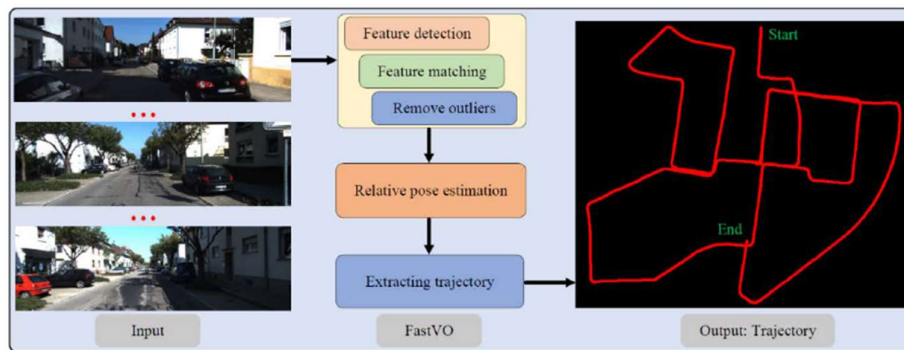 Feature detection
Feature matching
Remove outliers
Relative pose estimation
Extracting trajectory
Start
End
Input
FastVO
Output: Trajectory